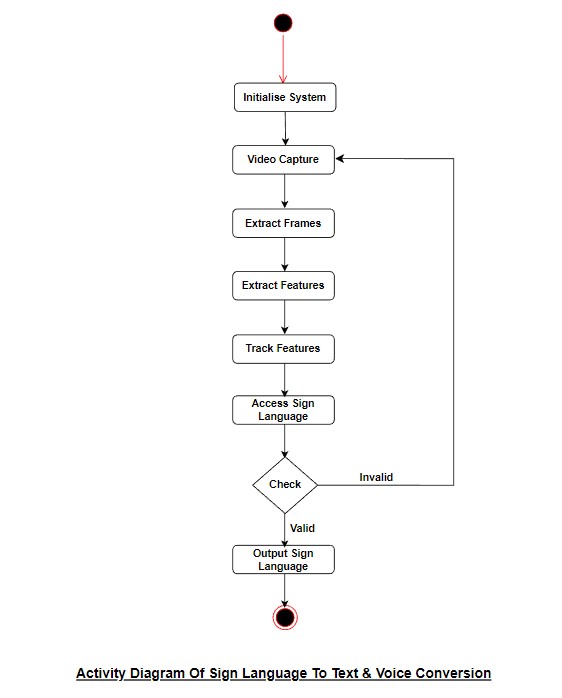 Initialise System
Video Capture
Extract Frames
Extract Features
Track Features
Access Sign
Language
Check
Invalid
Valid
Output Sign
Language
Activity Diagram Of Sign Language To Text & Voice Conversion